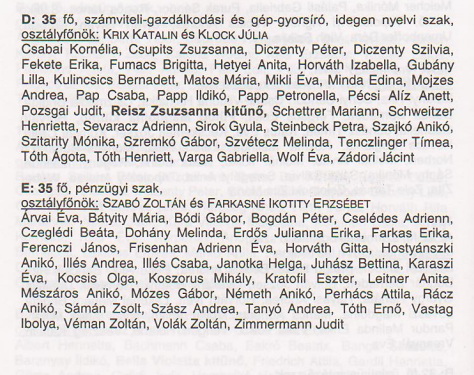 D: 35 fő, számviteli-gazdálkodási és gép-gyorsíró, idegen nyelvi szak,
osztályfőnök: KRIX KATALIN és KLOCK JÚLIA
Csabai Kornélia, Csupits Zsuzsanna, Diczenty Péter, Diczenty Szilvia,
Fekete Erika, Fumacs Brigitta, Hetyei Anita, Horváth Izabella, Gubány
Lilla, Kulincsics Bernadett, Matos Mária, Mikli Éva, Minda Edina, Mojzes
Andrea, Pap Csaba, Papp Ildikó, Papp Petronella, Pécsi Alíz Anett,
Pozsgai Judit, Reisz Zsuzsanna kitűnő, Schettrer Mariann, Schweitzer
Henrietta, Sevaracz Adrienn, Sirok Gyula, Steinbeck Petra, Szajkó Anikó,
Szitarity Mónika, Szremkó Gábor, Szvétecz Melinda, Tenczlinger Tímea,
Tóth Ágota, Tóth Henriett, Varga Gabriella, Wolf Éva, Zádori Jácint
E: 35 fő, pénzügyi szak,
osztályfőnök: SZABÓ ZOLTÁN és FARKASNÉ IKOTITY ERZSÉBET
Árvai Éva, Bátyity Mária, Bódi Gábor, Bogdán Péter, Cselédes Adrienn,
Czeglédi Beáta, Dohány Melinda, Erdős Julianna Erika, Farkas Erika,
Ferenczi János, Frisenhan Adrienn Éva, Horváth Gitta, Hostyánszki
Anikó, Illés Andrea, Illés Csaba, Janotka Helga, Juhász Bettina, Karaszi
Éva, Kocsis Olga, Koszorus Mihály, Kratofil Eszter, Leitner Anita,
Mészáros Anikó, Mózes Gábor, Németh Anikó, Perhács Attila, Rácz
Anikó, Sámán Zsolt, Szász Andrea, Tanyó Andrea, Tóth Ernő, Vastag
Ibolya, Véman Zoltán, Volák Zoltán, Zimmermann Judit